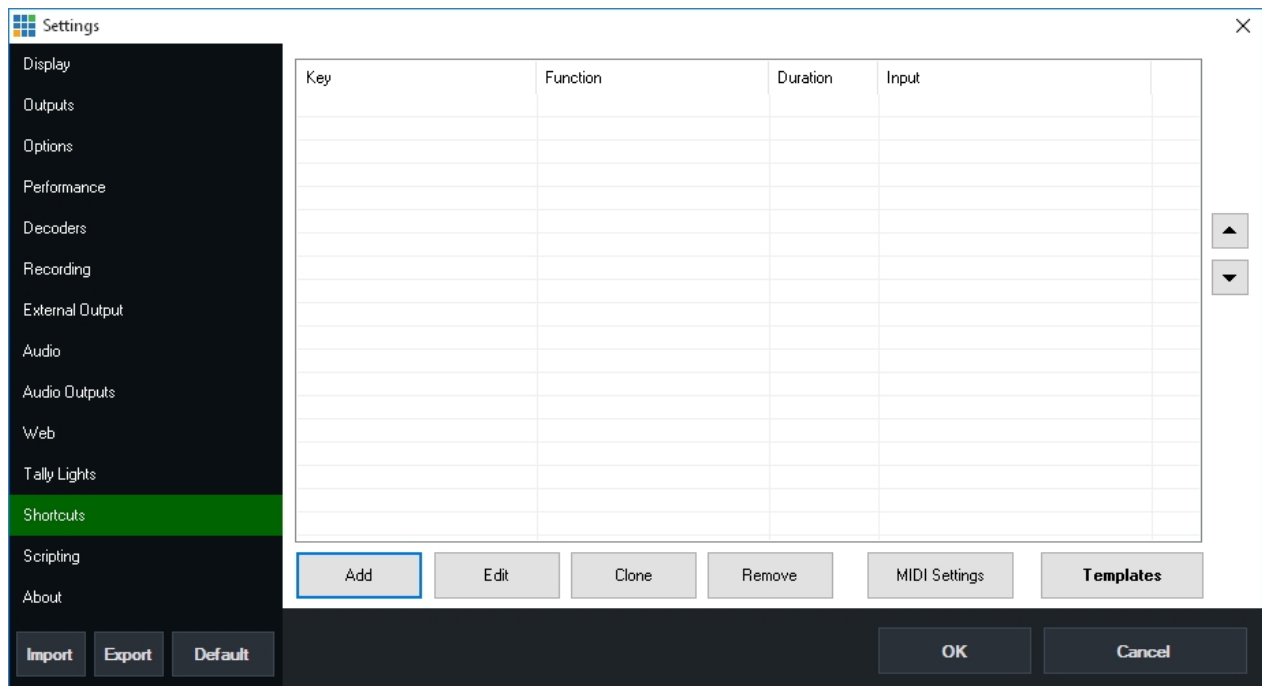 Settings
Display
Outputs
Options
Performance
Decoders
Recording
External Output
Audio
Audio Outputs
Web
Tally Lights
Shortcuts
Scripting
About
Import Export Default
Key Function Duration Input
Add Edit Clone Remove MIDI Settings Templates
OK Cancel